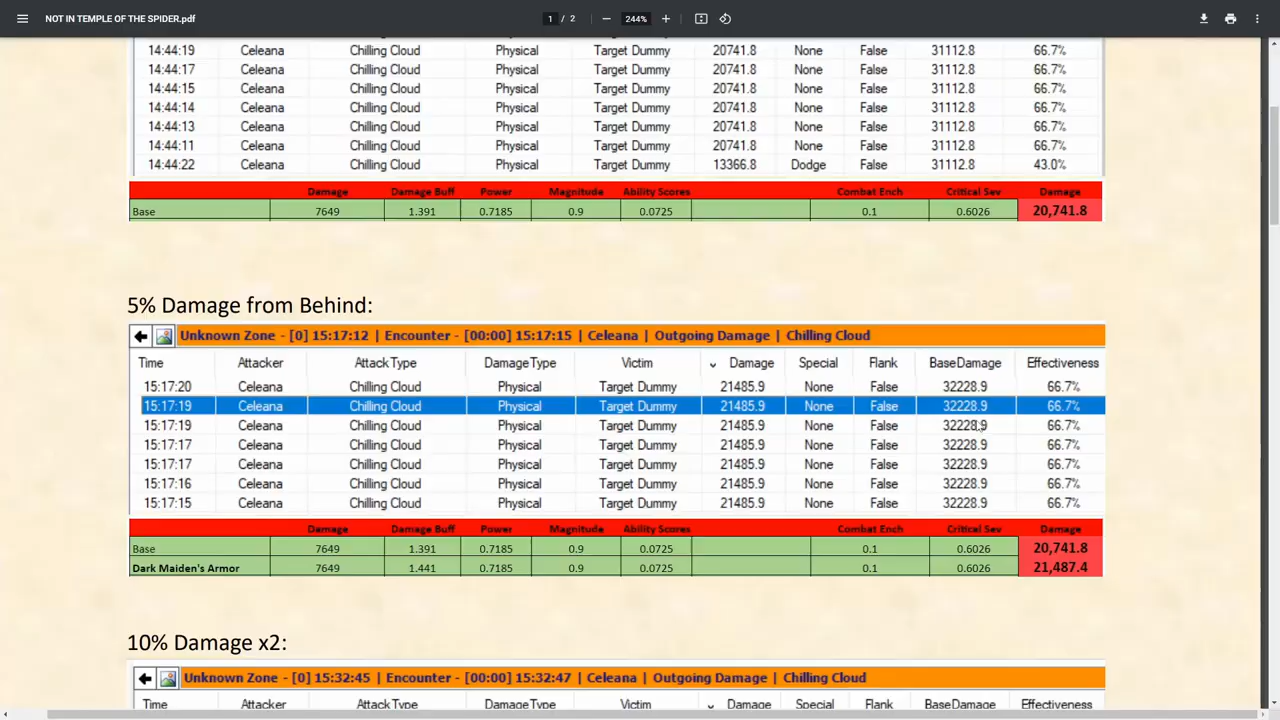 NOT IN TEMPLE OF THE SPIDER.pdf 1 / 2 244%
14:44:19 Celeana Chilling Cloud Physical Target Dummy 20741.8 None False 31112.8 66.7%
14:44:17 Celeana Chilling Cloud Physical Target Dummy 20741.8 None False 31112.8 66.7%
14:44:15 Celeana Chilling Cloud Physical Target Dummy 20741.8 None False 31112.8 66.7%
14:44:14 Celeana Chilling Cloud Physical Target Dummy 20741.8 None False 31112.8 66.7%
14:44:13 Celeana Chilling Cloud Physical Target Dummy 20741.8 None False 31112.8 66.7%
14:44:11 Celeana Chilling Cloud Physical Target Dummy 20741.8 None False 31112.8 66.7%
14:44:22 Celeana Chilling Cloud Physical Target Dummy 13366.8 Dodge False 31112.8 43.0%
Damage Damage Buff Power Magnitude Ability Scores Combat Ench Critical Sev Damage
Base 7649 1.391 0.7185 0.9 0.0725 0.1 0.6026 20,741.8
5% Damage from Behind:
Unknown Zone - [0] 15:17:12 | Encounter - [00:00] 15:17:15 | Celeana | Outgoing Damage | Chilling Cloud
Time Attacker AttackType DamageType Victim Damage Special Flank BaseDamage Effectiveness
15:17:20 Celeana Chilling Cloud Physical Target Dummy 21485.9 None False 32228.9 66.7%
15:17:19 Celeana Chilling Cloud Physical Target Dummy 21485.9 None False 32228.9 66.7%
15:17:19 Celeana Chilling Cloud Physical Target Dummy 21485.9 None False 32228.9 66.7%
15:17:17 Celeana Chilling Cloud Physical Target Dummy 21485.9 None False 32228.9 66.7%
15:17:17 Celeana Chilling Cloud Physical Target Dummy 21485.9 None False 32228.9 66.7%
15:17:16 Celeana Chilling Cloud Physical Target Dummy 21485.9 None False 32228.9 66.7%
15:17:15 Celeana Chilling Cloud Physical Target Dummy 21485.9 None False 32228.9 66.7%
Damage Damage Buff Power Magnitude Ability Scores Combat Ench Critical Sev Damage
Base 7649 1.391 0.7185 0.9 0.0725 0.1 0.6026 20,741.8
Dark Maiden's Armor 7649 1.441 0.7185 0.9 0.0725 0.1 0.6026 21,487.4
10% Damage x2:
Unknown Zone - [0] 15:32:45 | Encounter - [00:00] 15:32:47 | Celeana | Outgoing Damage | Chilling Cloud
Time Attacker AttackType DamageType Victim Damage Special Flank BaseDamage Effectiveness